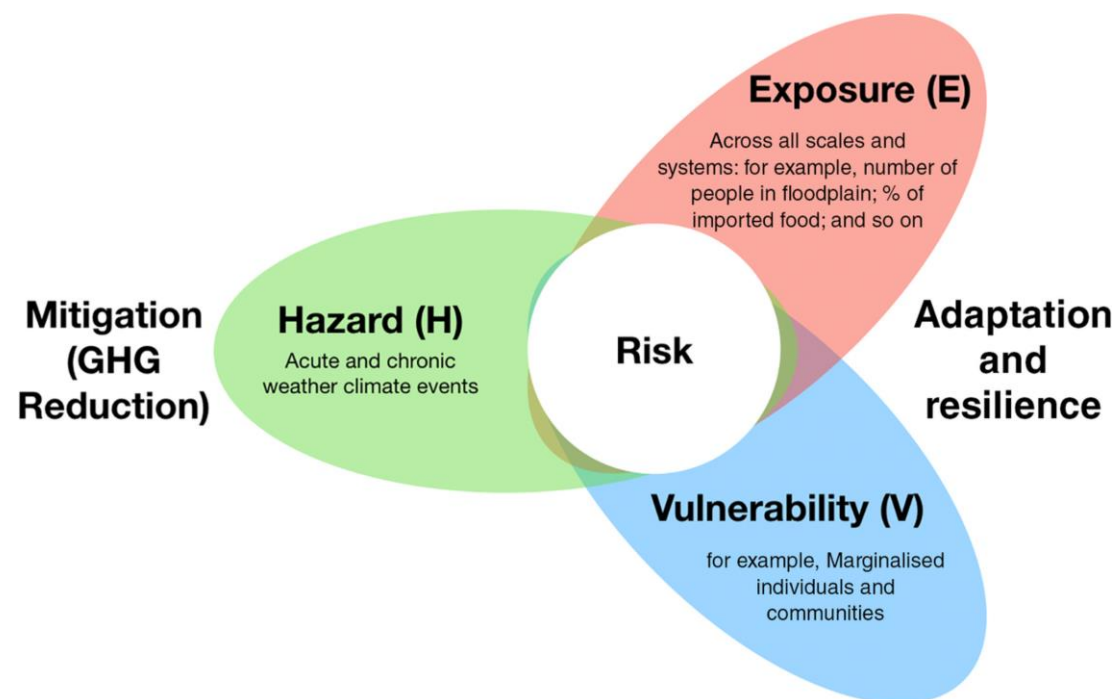 Exposure (E)
Across all scales and
systems: for example, number of
people in floodplain; % of
imported food; and so on
Mitigation
(GHG
Reduction)
Hazard (H)
Acute and chronic
weather climate events
Risk
Adaptation
and
resilience
Vulnerability (V)
for example, Marginalised
individuals and
communities